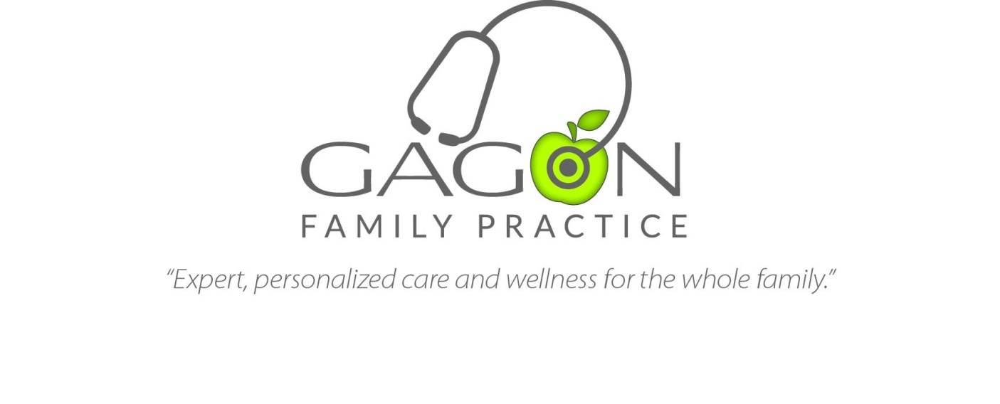 GAGON
FAMILY PRACTICE
“Expert, personalized care and wellness for the whole family.”